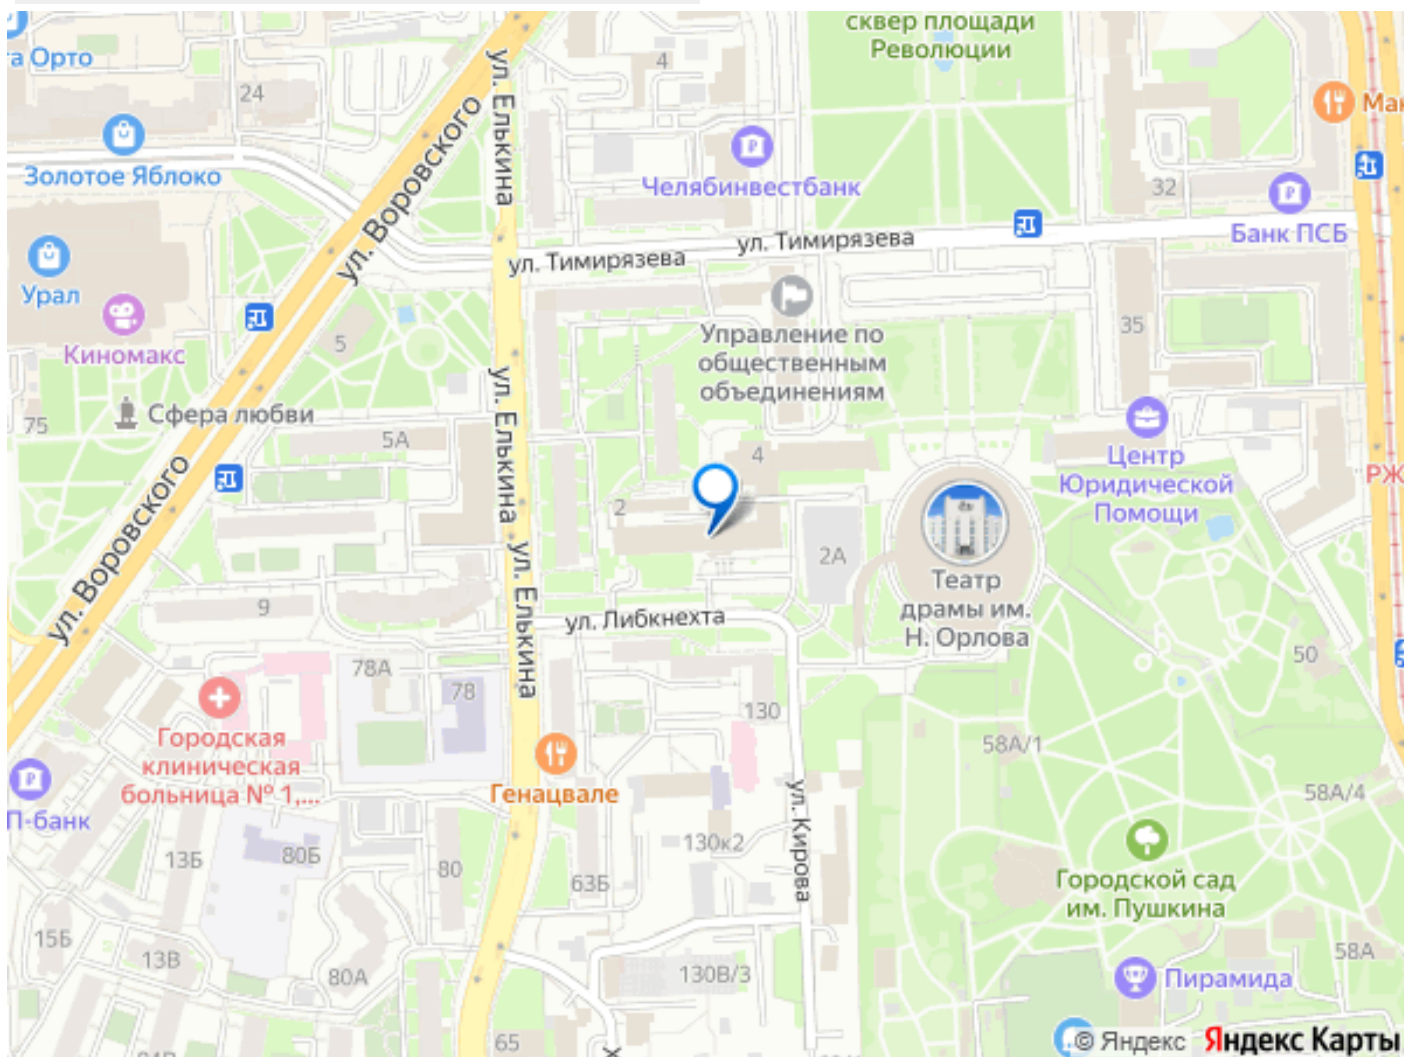 сквер площади
Революции
га Орто
4
24
ул. Елькина
ул. Воровского
Золотое Яблоко
Челябинвестбанк
32
Банк ПСБ
ул. Тимирязева
ул. Тимирязева
Урал
Киномакс
5
Управление по
общественным
объединениям
35
75
Сфера любви
5А
ул. Елькина
4
Центр
Юридической
Помощи
РЖ
ул. Воровского
2
2А
Театр
драмы им.
Н. Орлова
9
ул. Елькина
ул. Либкнехта
50
78А
78
130
58А/1
Городская
клиническая
больница № 1,...
Генацвале
ул. Кирова
58А/4
П-банк
13Б
80Б
80
130к2
63Б
Городской сад
им. Пушкина
15Б
13В
80А
130В/3
58А
Пирамида
65
© Яндекс Яндекс Карты